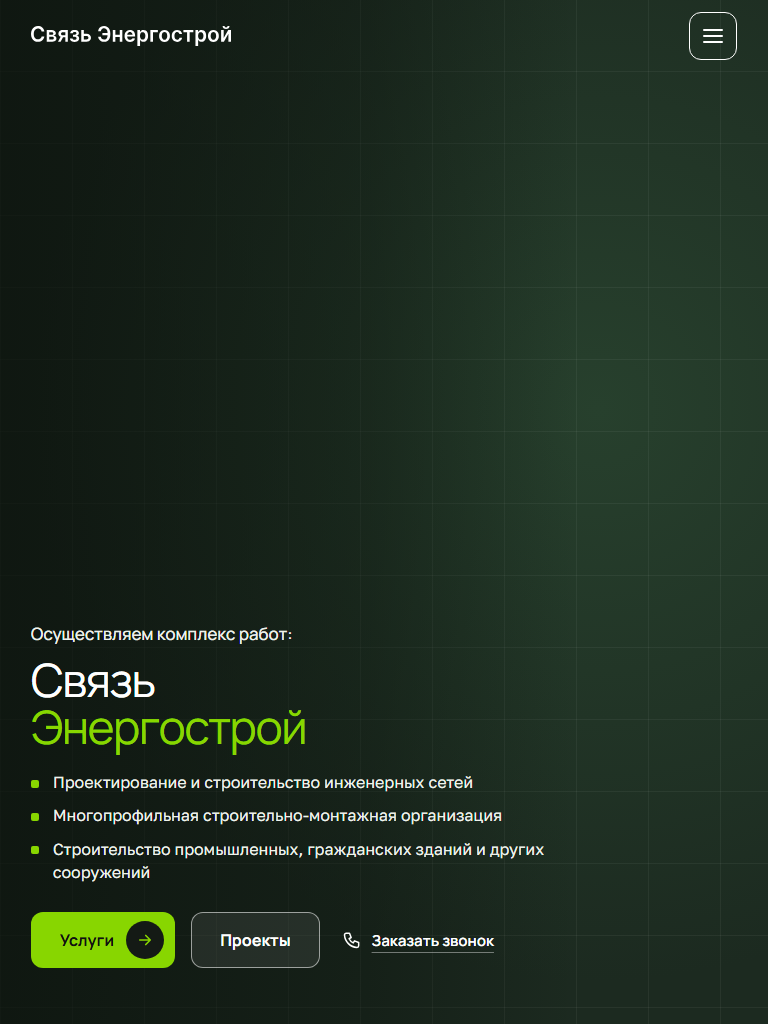 Связь Энергострой
Осуществляем комплекс работ:
Связь
Энергострой
Проектирование и строительство инженерных сетей
Многопрофильная строительно-монтажная организация
Строительство промышленных, гражданских зданий и других
сооружений
Услуги
Проекты
Заказать звонок